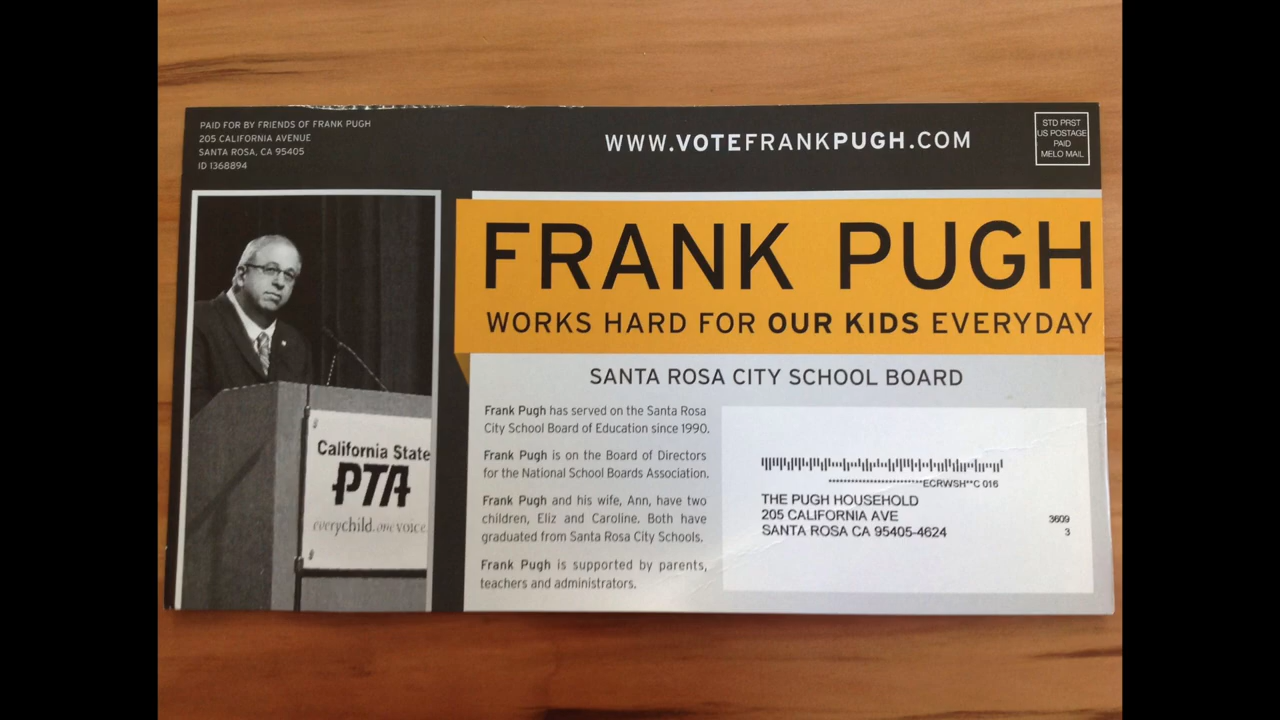 PAID FOR BY FRIENDS OF FRANK PUGH
205 CALIFORNIA AVENUE
SANTA ROSA, CA 95405
ID 1368894
WWW.VOTEFRANKPUGH.COM
STD PRST
US POSTAGE
PAID
MELO MAIL
FRANK PUGH
WORKS HARD FOR OUR KIDS EVERYDAY
SANTA ROSA CITY SCHOOL BOARD
Frank Pugh has served on the Santa Rosa
City School Board of Education since 1990.
Frank Pugh is on the Board of Directors
for the National School Boards Association.
Frank Pugh and his wife, Ann, have two
children, Eliz and Caroline. Both have
graduated from Santa Rosa City Schools.
Frank Pugh is supported by parents,
teachers and administrators.
California State
PTA
everychild.one voice.
************************ECRWSH**C 016
THE PUGH HOUSEHOLD
205 CALIFORNIA AVE
SANTA ROSA CA 95405-4624
3609
3